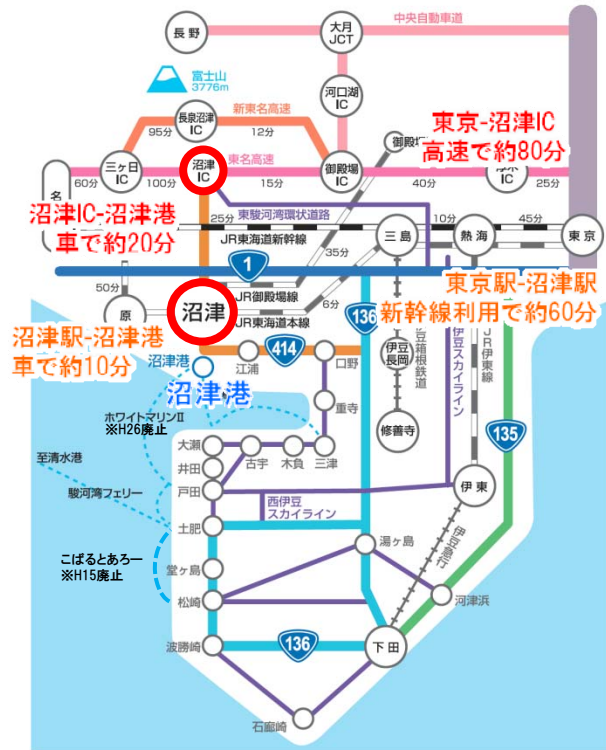 長野
大月
JCT
中央自動車道
富士山
3776m
河口湖
IC
長泉沼津
IC
新東名高速
95分
12分
東京-沼津IC
高速で約80分
三ヶ日
IC
沼津
IC
東名高速
御殿場
IC
60分
100分
15分
40分
25分
名
沼津IC-沼津港
車で約20分
東駿河湾環状道路
25分
JR東海道新幹線
三島
10分
熱海
45分
東京
35分
1
50分
原
沼津
JR御殿場線
JR東海道本線
6分
136
東京駅-沼津駅
新幹線利用で約60分
沼津駅-沼津港
車で約10分
沼津港
沼津港
江浦
414
口野
伊豆
長岡
伊豆箱根鉄道
伊豆スカイライン
JR伊東線
重寺
修善寺
135
ホワイトマリンⅡ
※H26廃止
大瀬
古宇
木負
三津
井田
至清水港
戸田
伊東
駿河湾フェリー
西伊豆
スカイライン
土肥
湯ヶ島
伊豆急行
こばるとあろー
※H15廃止
堂ヶ島
松崎
河津浜
波勝崎
136
下田
石廊崎